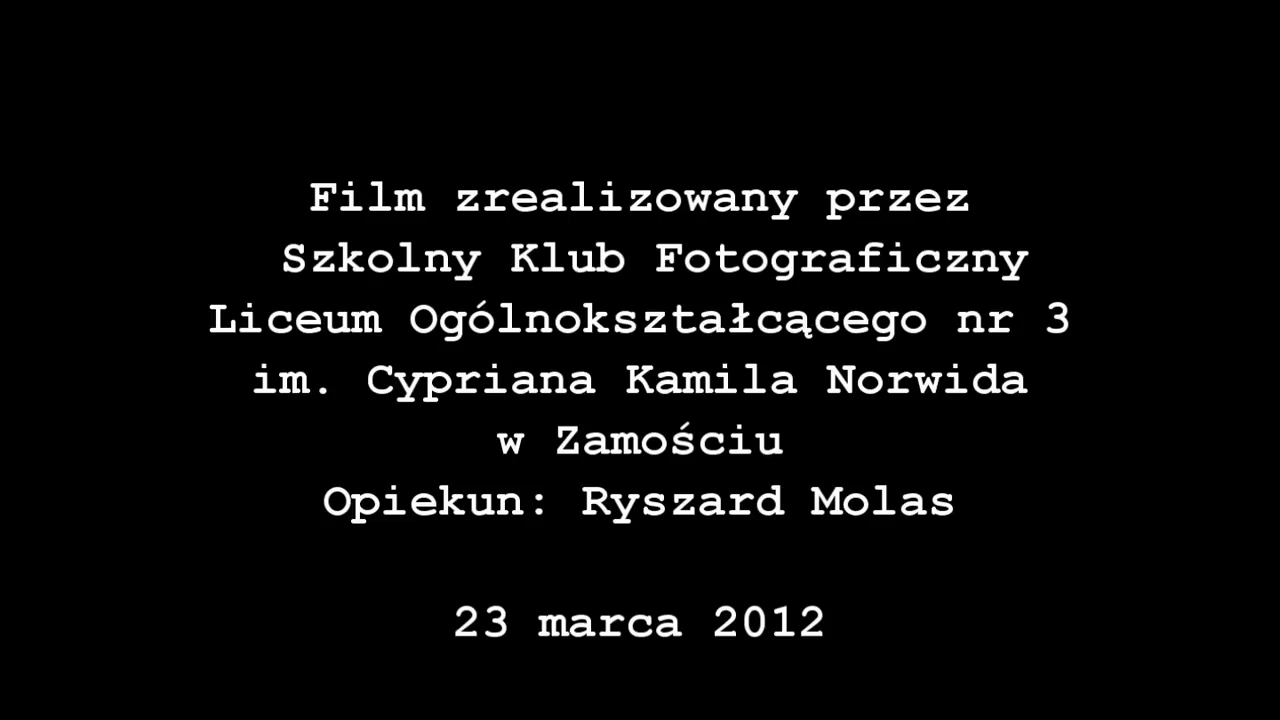 Film zrealizowany przez
Szkolny Klub Fotograficzny
Liceum Ogólnokształcącego nr 3
im. Cypriana Kamila Norwida
w Zamościu
Opiekun: Ryszard Molas
23 marca 2012